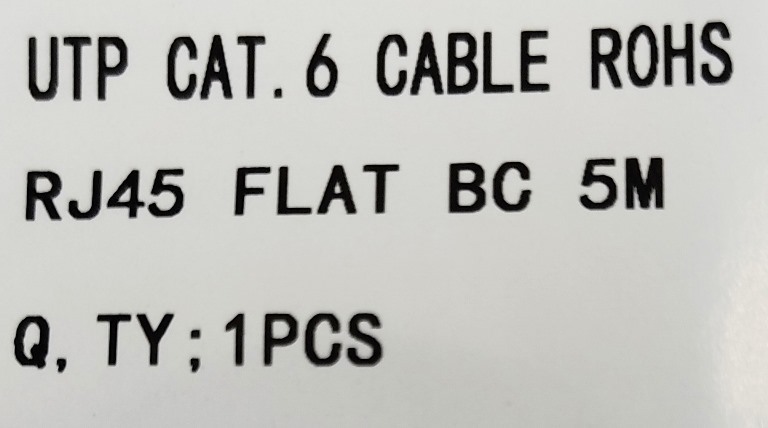 UTP CAT.6 CABLE ROHS
RJ45 FLAT BC 5M
Q,TY;1PCS